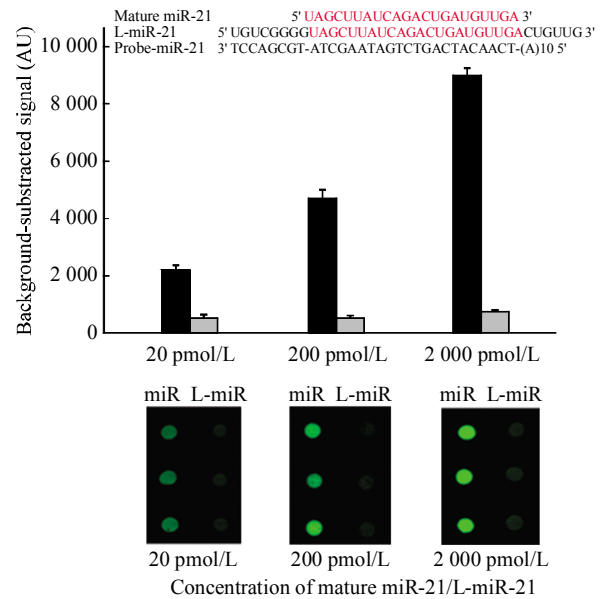 Mature miR-21 5' UAGCUUAUCAGACUGAUGUUGA 3'
L-miR-21 5' UGUCGGGGUAGCUUAUCAGACUGAUGUUGACUGUUG 3'
Probe-miR-21 3' TCCAGCGT-ATCGAATAGTCTGACTACAACT-(A)10 5'
Background-substracted signal (AU)
10 000
8 000
6 000
4 000
2 000
0
20 pmol/L 200 pmol/L 2 000 pmol/L
miR L-miR miR L-miR miR L-miR
20 pmol/L 200 pmol/L 2 000 pmol/L
Concentration of mature miR-21/L-miR-21